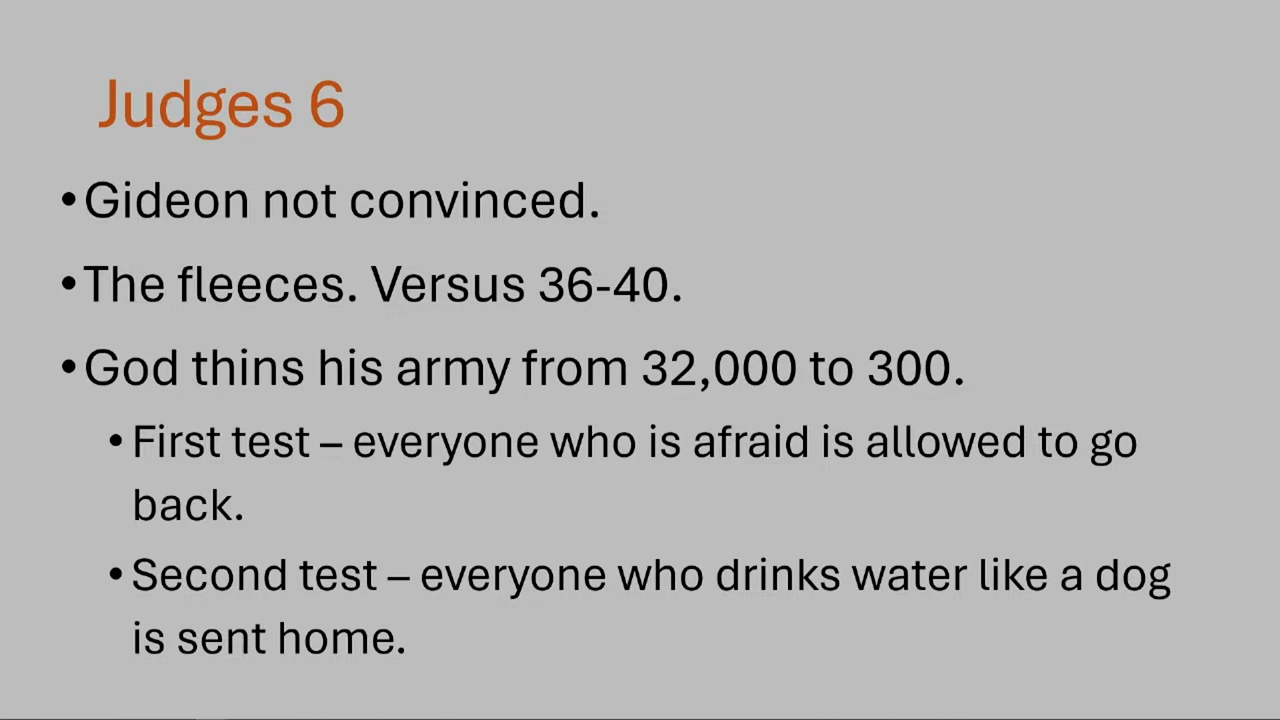 Judges 6
•Gideon not convinced.
•The fleeces. Versus 36-40.
•God thins his army from 32,000 to 300.
•First test – everyone who is afraid is allowed to go
back.
•Second test – everyone who drinks water like a dog
is sent home.